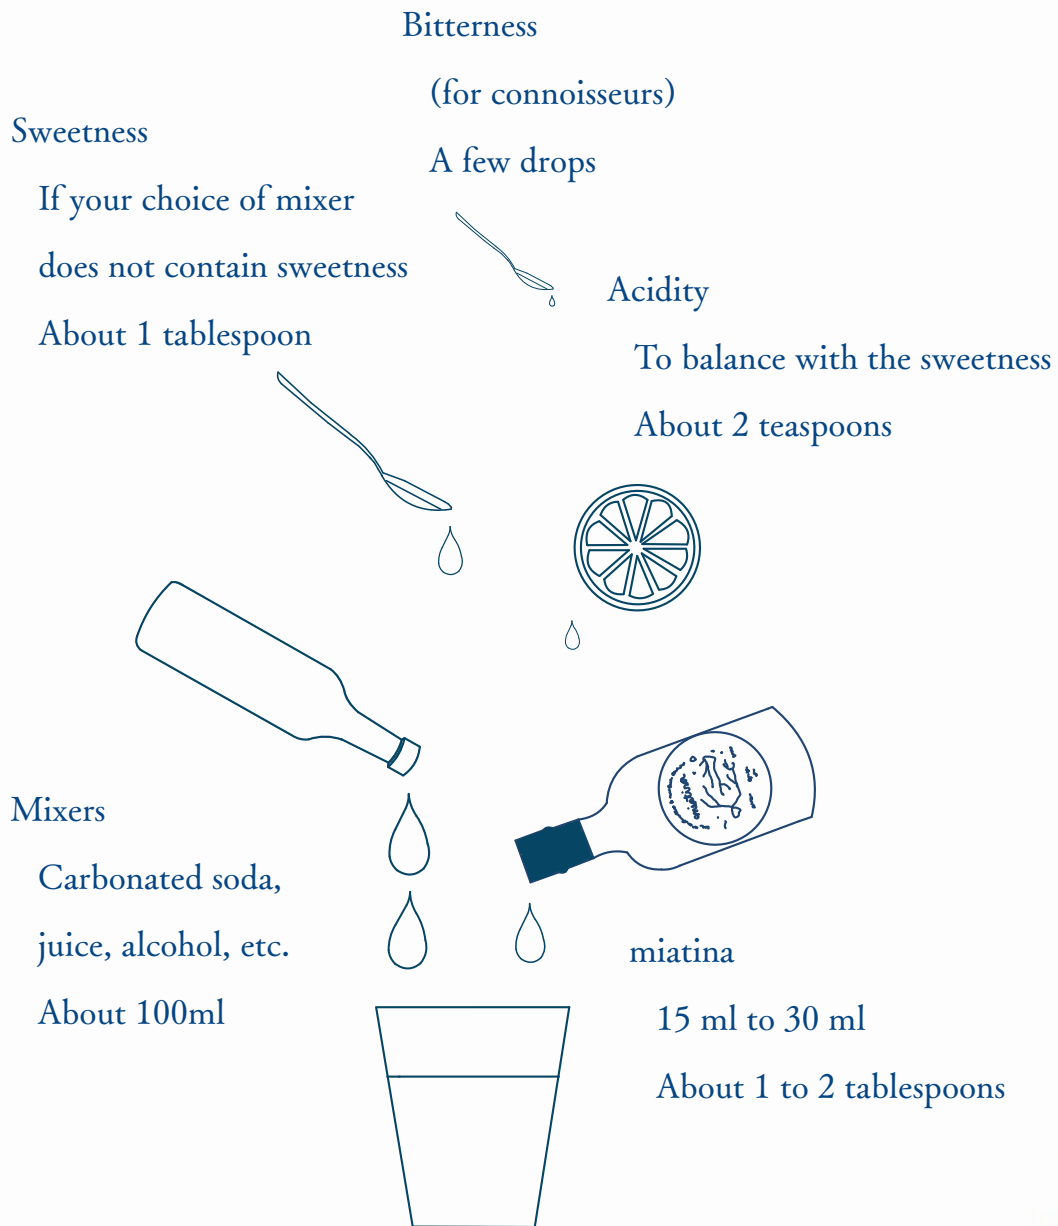 Bitterness
(for connoisseurs)
A few drops
Sweetness
If your choice of mixer
does not contain sweetness
About 1 tablespoon
Acidity
To balance with the sweetness
About 2 teaspoons
Mixers
Carbonated soda,
juice, alcohol, etc.
About 100ml
miatina
15 ml to 30 ml
About 1 to 2 tablespoons